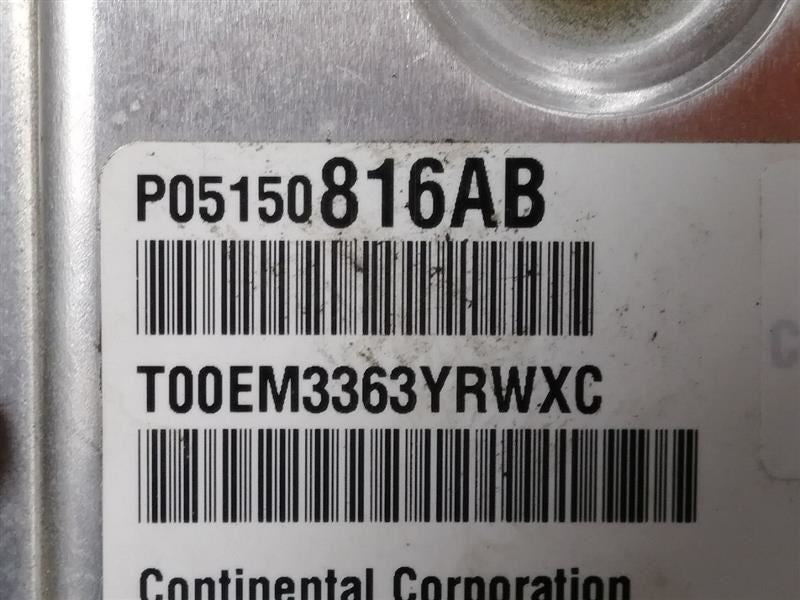 P05150816AB
T00EM3363YRWXC
Continental Corporation
C